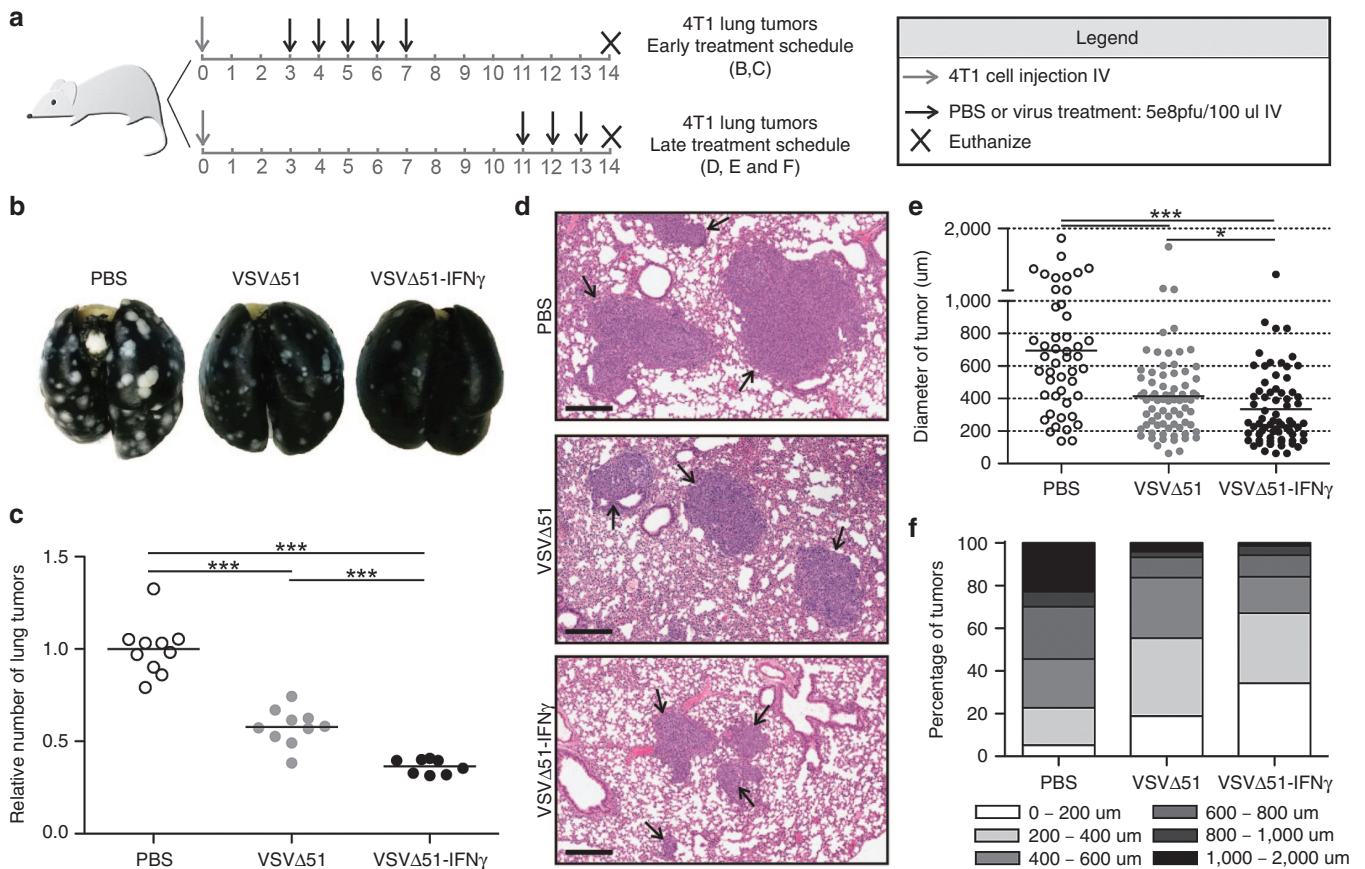 a
4T1 lung tumors
Early treatment schedule
(B,C)
0 1 2 3 4 5 6 7 8 9 10 11 12 13 14
4T1 lung tumors
Late treatment schedule
(D, E and F)
0 1 2 3 4 5 6 7 8 9 10 11 12 13 14
Legend
4T1 cell injection IV
PBS or virus treatment: 5e8pfu/100 ul IV
Euthanize
b
PBS VSVΔ51 VSVΔ51-IFNγ
c
Relative number of lung tumors
1.5
1.0
0.5
0.0
***
*** ***
PBS VSVΔ51 VSVΔ51-IFNγ
d
PBS
VSVΔ51
VSVΔ51-IFNγ
e
Diameter of tumor (um)
2,000
1,000
800
600
400
200
0
***
*
PBS VSVΔ51 VSVΔ51-IFNγ
f
Percentage of tumors
100
80
60
40
20
0
PBS VSVΔ51 VSVΔ51-IFNγ
0 – 200 um
200 – 400 um
400 – 600 um
600 – 800 um
800 – 1,000 um
1,000 – 2,000 um